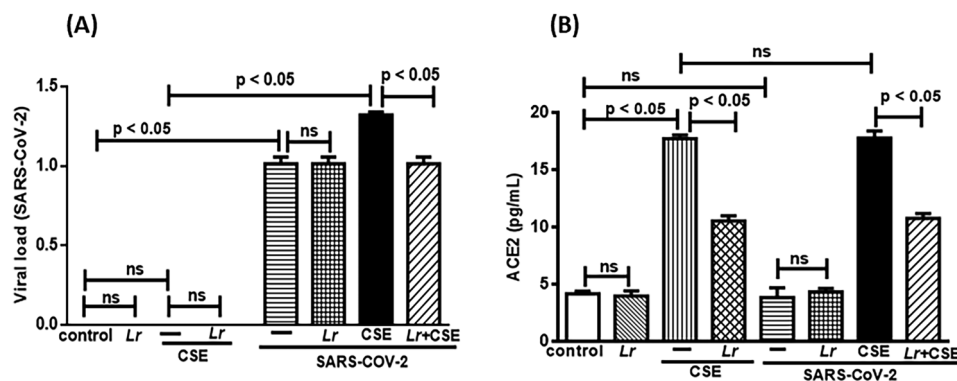 (A)
Viral load (SARS-CoV-2)
1.5
1.0
0.5
0.0
p < 0.05
p < 0.05
p < 0.05
ns
ns
ns
ns
control Lr — Lr — Lr CSE Lr+CSE
CSE
SARS-COV-2
(B)
ACE2 (pg/mL)
20
15
10
5
0
ns
ns
p < 0.05
p < 0.05
p < 0.05
ns
ns
control Lr — Lr — Lr CSE Lr+CSE
CSE
SARS-CoV-2